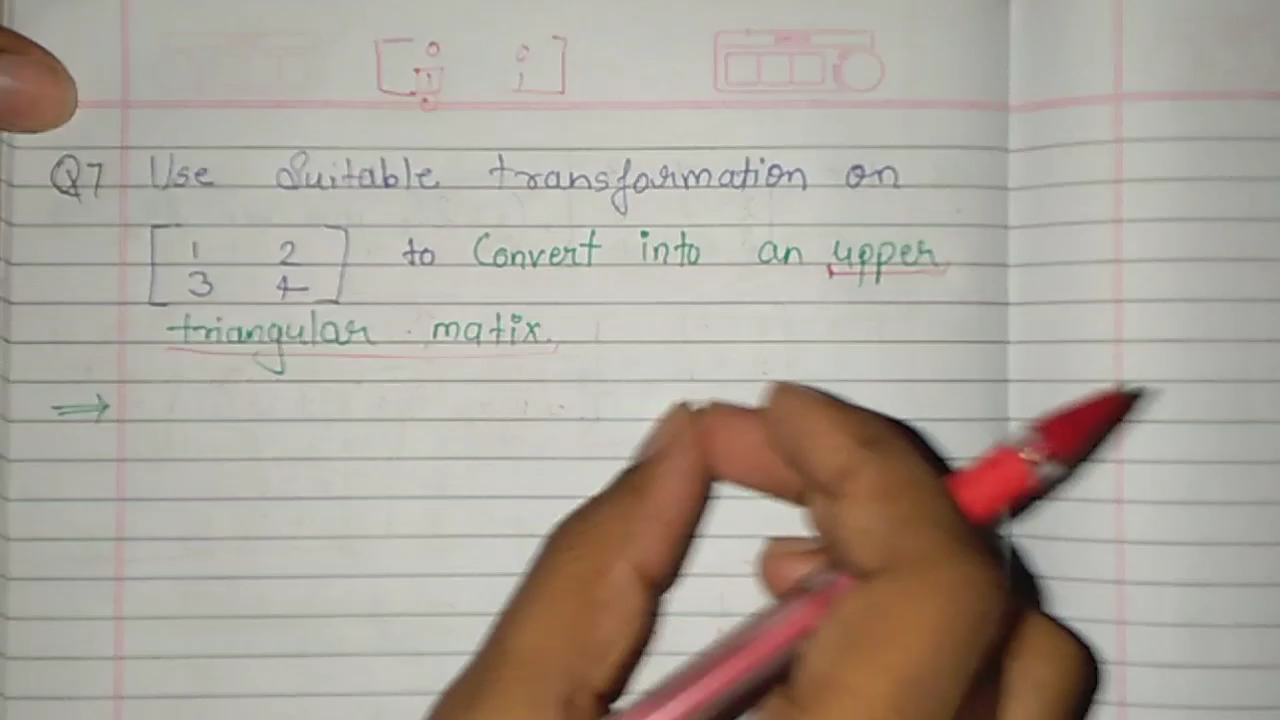 Q7 Use Suitable transformation on
[1 2
3 4] to Convert into an upper
triangular matix.
⇒